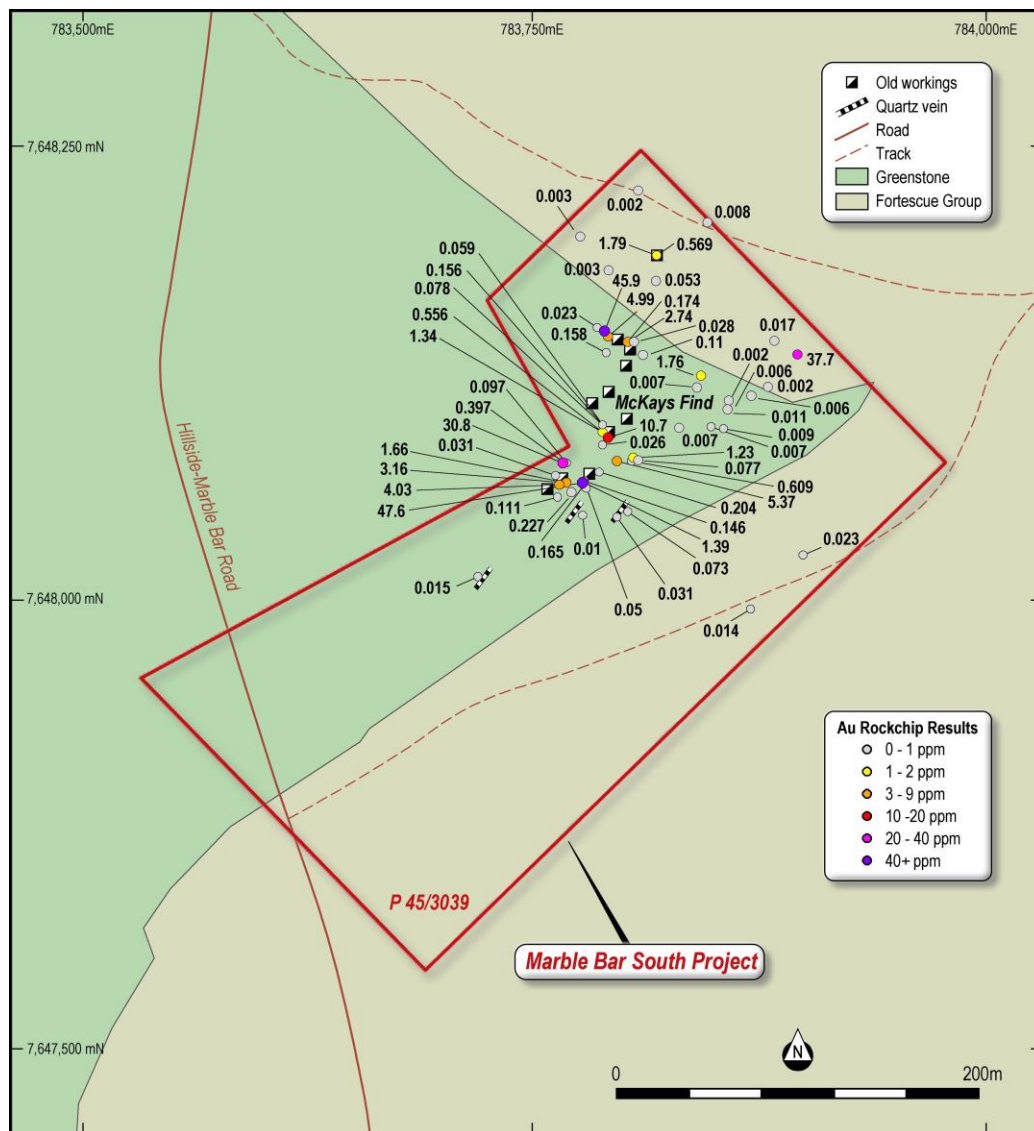 783,500mE
783,750mE
784,000mE
Old workings
Quartz vein
Road
Track
Greenstone
Fortescue Group
7,648,250 mN
0.003
0.002
0.008
1.79
0.569
0.059
0.156
0.003
45.9
0.053
0.078
4.99
0.174
0.556
0.023
2.74
1.34
0.158
0.028
0.017
0.11
37.7
1.76
0.002
0.006
0.097
0.007
0.002
McKays Find
0.397
0.006
10.7
0.011
30.8
0.026
0.007
0.009
0.031
0.007
1.66
1.23
3.16
0.077
4.03
0.609
47.6
5.37
0.111
0.204
0.227
0.146
0.165
0.01
1.39
0.073
0.023
0.015
0.031
7,648,000 mN
0.05
0.014
Hillside-Marble Bar Road
Au Rockchip Results
0 - 1 ppm
1 - 2 ppm
3 - 9 ppm
10 -20 ppm
20 - 40 ppm
40+ ppm
P 45/3039
Marble Bar South Project
7,647,500 mN
N
0
200m